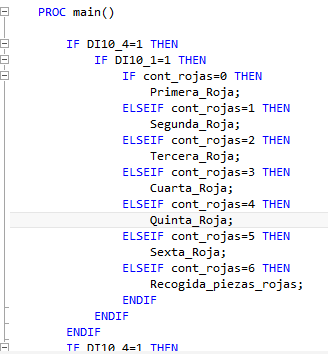 PROC main()
IF DI10_4=1 THEN
IF DI10_1=1 THEN
IF cont_rojas=0 THEN
Primera_Roja;
ELSEIF cont_rojas=1 THEN
Segunda_Roja;
ELSEIF cont_rojas=2 THEN
Tercera_Roja;
ELSEIF cont_rojas=3 THEN
Cuarta_Roja;
ELSEIF cont_rojas=4 THEN
Quinta_Roja;
ELSEIF cont_rojas=5 THEN
Sexta_Roja;
ELSEIF cont_rojas=6 THEN
Recogida_piezas_rojas;
ENDIF
ENDIF
ENDIF
IF DI10_4=1 THEN